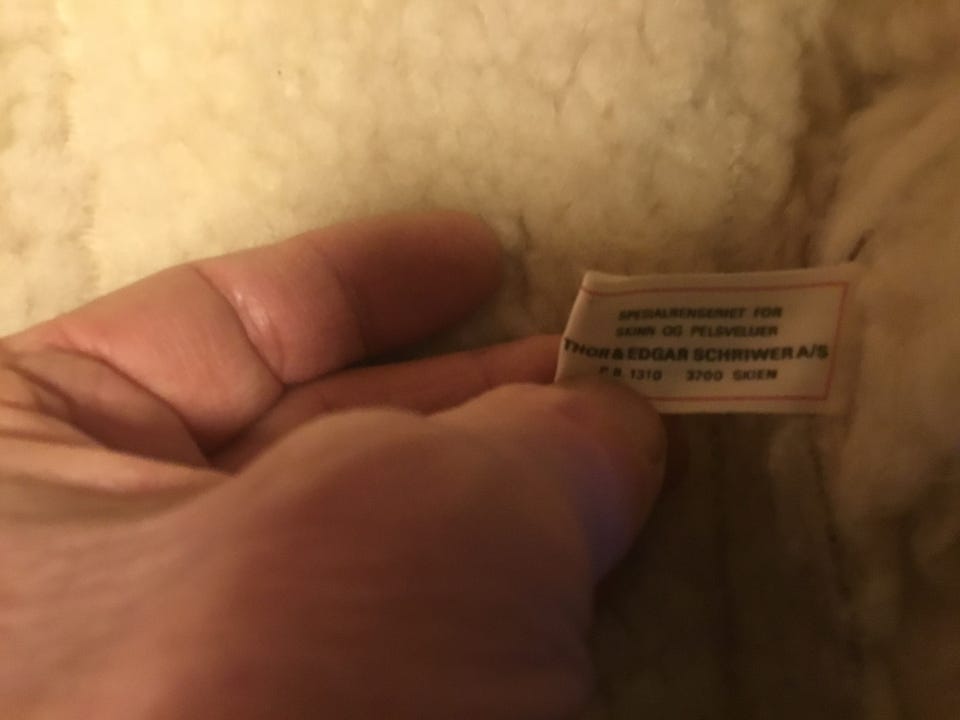 SPESIALRENSERIET FOR
SKINN OG PELSVELUER
THOR & EDGAR SCHRIWER A/S
P.B. 1310 3700 SKIEN